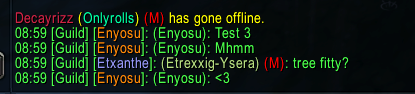 Decayrizz (Onlyrolls) (M) has gone offline.
08:59 [Guild] [Enyosu]: (Enyosu): Test 3
08:59 [Guild] [Enyosu]: (Enyosu): Mhmm
08:59 [Guild] [Etxanthe]: (Etrexxig-Ysera) (M): tree fitty?
08:59 [Guild] [Enyosu]: (Enyosu): <3